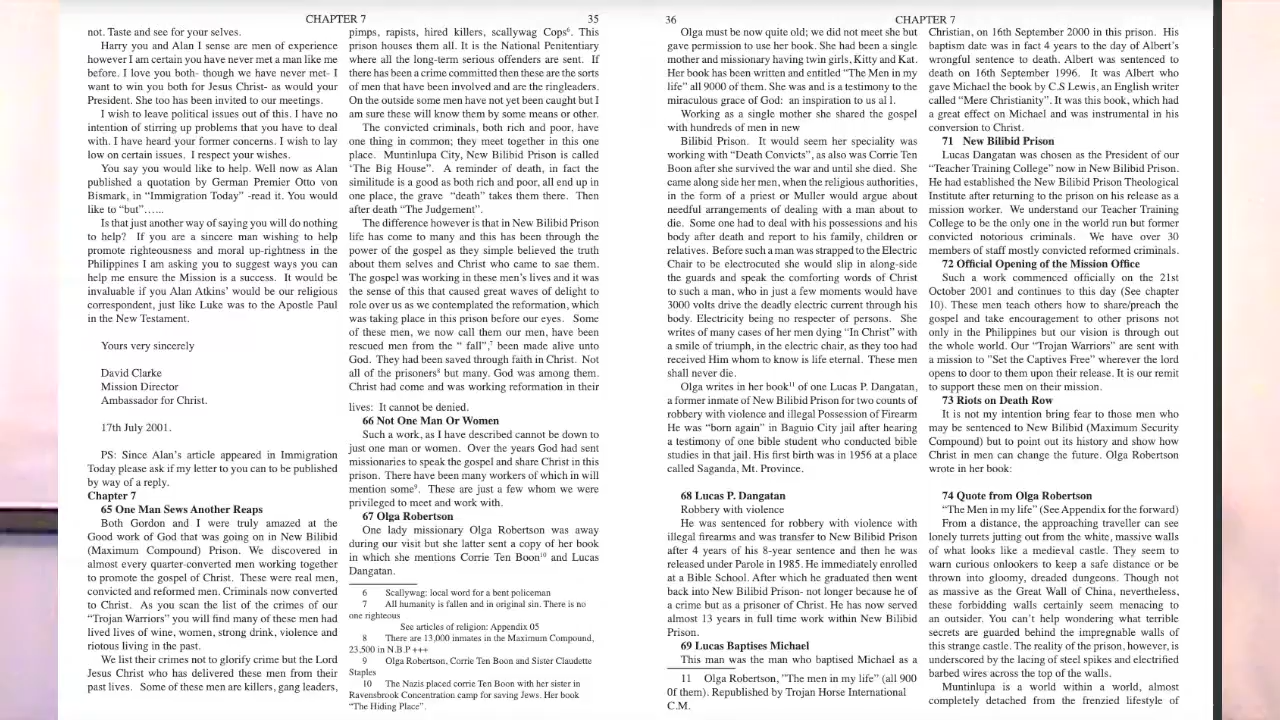 CHAPTER 7
35
not. Taste and see for your selves.
Harry you and Alan I sense are men of experience
however I am certain you have never met a man like me
before. I love you both- though we have never met- I
want to win you both for Jesus Christ- as would your
President. She too has been invited to our meetings.
I wish to leave political issues out of this. I have no
intention of stirring up problems that you have to deal
with. I have heard your former concerns. I wish to lay
low on certain issues. I respect your wishes.
You say you would like to help. Well now as Alan
published a quotation by German Premier Otto von
Bismark, in “Immigration Today” -read it. You would
like to “but”…...
Is that just another way of saying you will do nothing
to help? If you are a sincere man wishing to help
promote righteousness and moral up-rightness in the
Philippines I am asking you to suggest ways you can
help me ensure the Mission is a success. It would be
invaluable if you Alan Atkins’ would be our religious
correspondent, just like Luke was to the Apostle Paul
in the New Testament.
Yours very sincerely
David Clarke
Mission Director
Ambassador for Christ.
17th July 2001.
PS: Since Alan’s article appeared in Immigration
Today please ask if my letter to you can to be published
by way of a reply.
Chapter 7
65 One Man Sews Another Reaps
Both Gordon and I were truly amazed at the
Good work of God that was going on in New Bilibid
(Maximum Compound) Prison. We discovered in
almost every quarter-converted men working together
to promote the gospel of Christ. These were real men,
convicted and reformed men. Criminals now converted
to Christ. As you scan the list of the crimes of our
“Trojan Warriors” you will find many of these men had
lived lives of wine, women, strong drink, violence and
riotous living in the past.
We list their crimes not to glorify crime but the Lord
Jesus Christ who has delivered these men from their
past lives. Some of these men are killers, gang leaders,
pimps, rapists, hired killers, scallywag Cops6. This
prison houses them all. It is the National Penitentiary
where all the long-term serious offenders are sent. If
there has been a crime committed then these are the sorts
of men that have been involved and are the ringleaders.
On the outside some men have not yet been caught but I
am sure these will know them by some means or other.
The convicted criminals, both rich and poor, have
one thing in common; they meet together in this one
place. Muntinlupa City, New Bilibid Prison is called
‘The Big House”. A reminder of death, in fact the
similitude is a good as both rich and poor, all end up in
one place, the grave “death” takes them there. Then
after death “The Judgement”.
The difference however is that in New Bilibid Prison
life has come to many and this has been through the
power of the gospel as they simple believed the truth
about them selves and Christ who came to see them.
The gospel was working in these men’s lives and it was
the sense of this that caused great waves of delight to
role over us as we contemplated the reformation, which
was taking place in this prison before our eyes. Some
of these men, we now call them our men, have been
rescued men from the “ fall”,7 been made alive unto
God. They had been saved through faith in Christ. Not
all of the prisoners8 but many. God was among them.
Christ had come and was working reformation in their
lives: It cannot be denied.
66 Not One Man Or Women
Such a work, as I have described cannot be down to
just one man or women. Over the years God had sent
missionaries to speak the gospel and share Christ in this
prison. There have been many workers of which in will
mention some9. These are just a few whom we were
privileged to meet and work with.
67 Olga Robertson
One lady missionary Olga Robertson was away
during our visit but she latter sent a copy of her book
in which she mentions Corrie Ten Boon10 and Lucas
Dangatan.
6 Scallywag: local word for a bent policeman
7 All humanity is fallen and in original sin. There is no
one righteous
See articles of religion: Appendix 05
8 There are 13,000 inmates in the Maximum Compound,
23,500 in N.B.P +++
9 Olga Robertson, Corrie Ten Boon and Sister Claudette
Staples
10 The Nazis placed corrie Ten Boon with her sister in
Ravensbrook Concentration camp for saving Jews. Her book
“The Hiding Place”.
36
CHAPTER 7
Olga must be now quite old; we did not meet she but
gave permission to use her book. She had been a single
mother and missionary having twin girls, Kitty and Kat.
Her book has been written and entitled “The Men in my
life” all 9000 of them. She was and is a testimony to the
miraculous grace of God: an inspiration to us al l.
Working as a single mother she shared the gospel
with hundreds of men in new
Bilibid Prison. It would seem her speciality was
working with “Death Convicts”, as also was Corrie Ten
Boon after she survived the war and until she died. She
came along side her men, when the religious authorities,
in the form of a priest or Muller would argue about
needful arrangements of dealing with a man about to
die. Some one had to deal with his possessions and his
body after death and report to his family, children or
relatives. Before such a man was strapped to the Electric
Chair to be electrocuted she would slip in along-side
the guards and speak the comforting words of Christ
to such a man, who in just a few moments would have
3000 volts drive the deadly electric current through his
body. Electricity being no respecter of persons. She
writes of many cases of her men dying “In Christ” with
a smile of triumph, in the electric chair, as they too had
received Him whom to know is life eternal. These men
shall never die.
Olga writes in her book11 of one Lucas P. Dangatan,
a former inmate of New Bilibid Prison for two counts of
robbery with violence and illegal Possession of Firearm
He was “born again” in Baguio City jail after hearing
a testimony of one bible student who conducted bible
studies in that jail. His first birth was in 1956 at a place
called Saganda, Mt. Province.
68 Lucas P. Dangatan
Robbery with violence
He was sentenced for robbery with violence with
illegal firearms and was transfer to New Bilibid Prison
after 4 years of his 8-year sentence and then he was
released under Parole in 1985. He immediately enrolled
at a Bible School. After which he graduated then went
back into New Bilibid Prison- not longer because he of
a crime but as a prisoner of Christ. He has now served
almost 13 years in full time work within New Bilibid
Prison.
69 Lucas Baptises Michael
This man was the man who baptised Michael as a
11 Olga Robertson, ”The men in my life” (all 900
0f them). Republished by Trojan Horse International
C.M.
Christian, on 16th September 2000 in this prison. His
baptism date was in fact 4 years to the day of Albert’s
wrongful sentence to death. Albert was sentenced to
death on 16th September 1996. It was Albert who
gave Michael the book by C.S Lewis, an English writer
called “Mere Christianity”. It was this book, which had
a great effect on Michael and was instrumental in his
conversion to Christ.
71 New Bilibid Prison
Lucas Dangatan was chosen as the President of our
“Teacher Training College” now in New Bilibid Prison.
He had established the New Bilibid Prison Theological
Institute after returning to the prison on his release as a
mission worker. We understand our Teacher Training
College to be the only one in the world run but former
convicted notorious criminals. We have over 30
members of staff mostly convicted reformed criminals.
72 Official Opening of the Mission Office
Such a work commenced officially on the 21st
October 2001 and continues to this day (See chapter
10). These men teach others how to share/preach the
gospel and take encouragement to other prisons not
only in the Philippines but our vision is through out
the whole world. Our “Trojan Warriors” are sent with
a mission to ”Set the Captives Free” wherever the lord
opens to door to them upon their release. It is our remit
to support these men on their mission.
73 Riots on Death Row
It is not my intention bring fear to those men who
may be sentenced to New Bilibid (Maximum Security
Compound) but to point out its history and show how
Christ in men can change the future. Olga Robertson
wrote in her book:
74 Quote from Olga Robertson
“The Men in my life” (See Appendix for the forward)
From a distance, the approaching traveller can see
lonely turrets jutting out from the white, massive walls
of what looks like a medieval castle. They seem to
warn curious onlookers to keep a safe distance or be
thrown into gloomy, dreaded dungeons. Though not
as massive as the Great Wall of China, nevertheless,
these forbidding walls certainly seem menacing to
an outsider. You can’t help wondering what terrible
secrets are guarded behind the impregnable walls of
this strange castle. The reality of the prison, however, is
underscored by the lacing of steel spikes and electrified
barbed wires across the top of the walls.
Muntinlupa is a world within a world, almost
completely detached from the frenzied lifestyle of